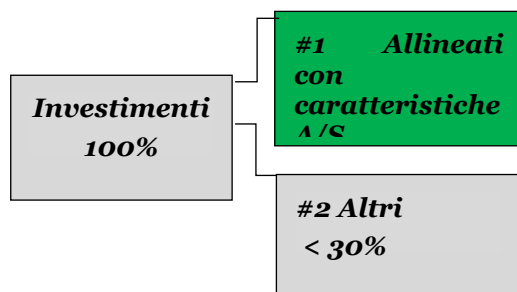 #1 Allineati
con
caratteristiche
A/S
Investimenti
100%
#2 Altri
< 30%